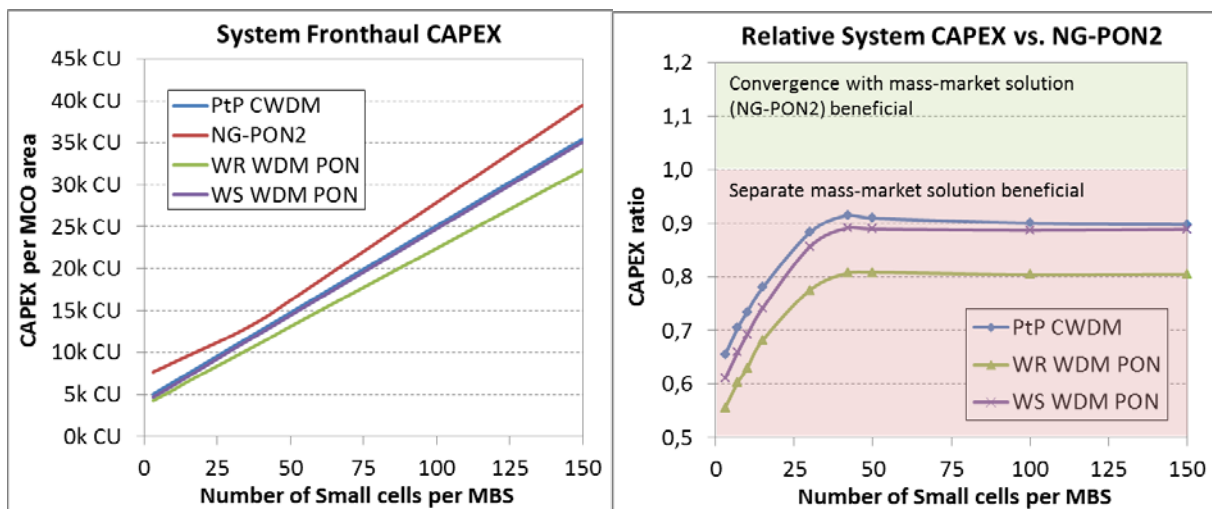 System Fronthaul CAPEX
45k CU
40k CU
35k CU
30k CU
25k CU
20k CU
15k CU
10k CU
5k CU
0k CU
CAPEX per MCO area
PtP CWDM
NG-PON2
WR WDM PON
WS WDM PON
0 25 50 75 100 125 150
Number of Small cells per MBS
Relative System CAPEX vs. NG-PON2
1,2
1,1
1,0
0,9
0,8
0,7
0,6
0,5
CAPEX ratio
Convergence with mass-market solution
(NG-PON2) beneficial
Separate mass-market solution beneficial
PtP CWDM
WR WDM PON
WS WDM PON
0 25 50 75 100 125 150
Number of Small cells per MBS